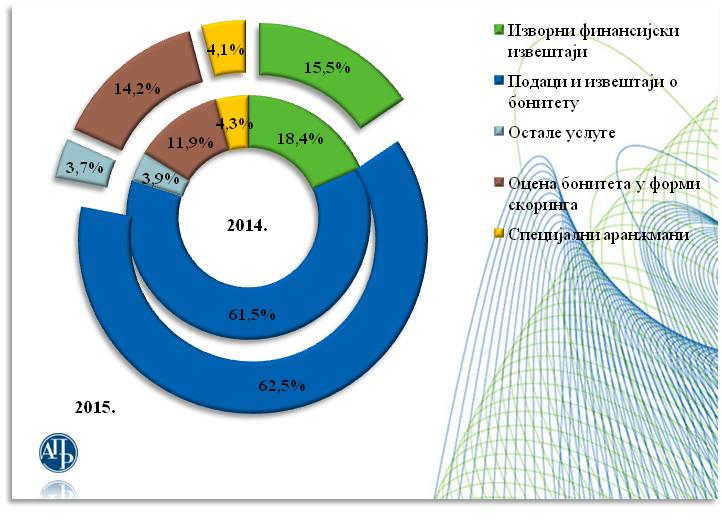 4,1%
15,5%
14,2%
4,3%
18,4%
11,9%
3,7%
3,9%
2014.
61,5%
62,5%
2015.
Изворни финансијски
извештаји
Подаци и извештаји о
бонитету
Остале услуге
Оцена бонитета у форми
скоринга
Специјални аранжмани
АПР